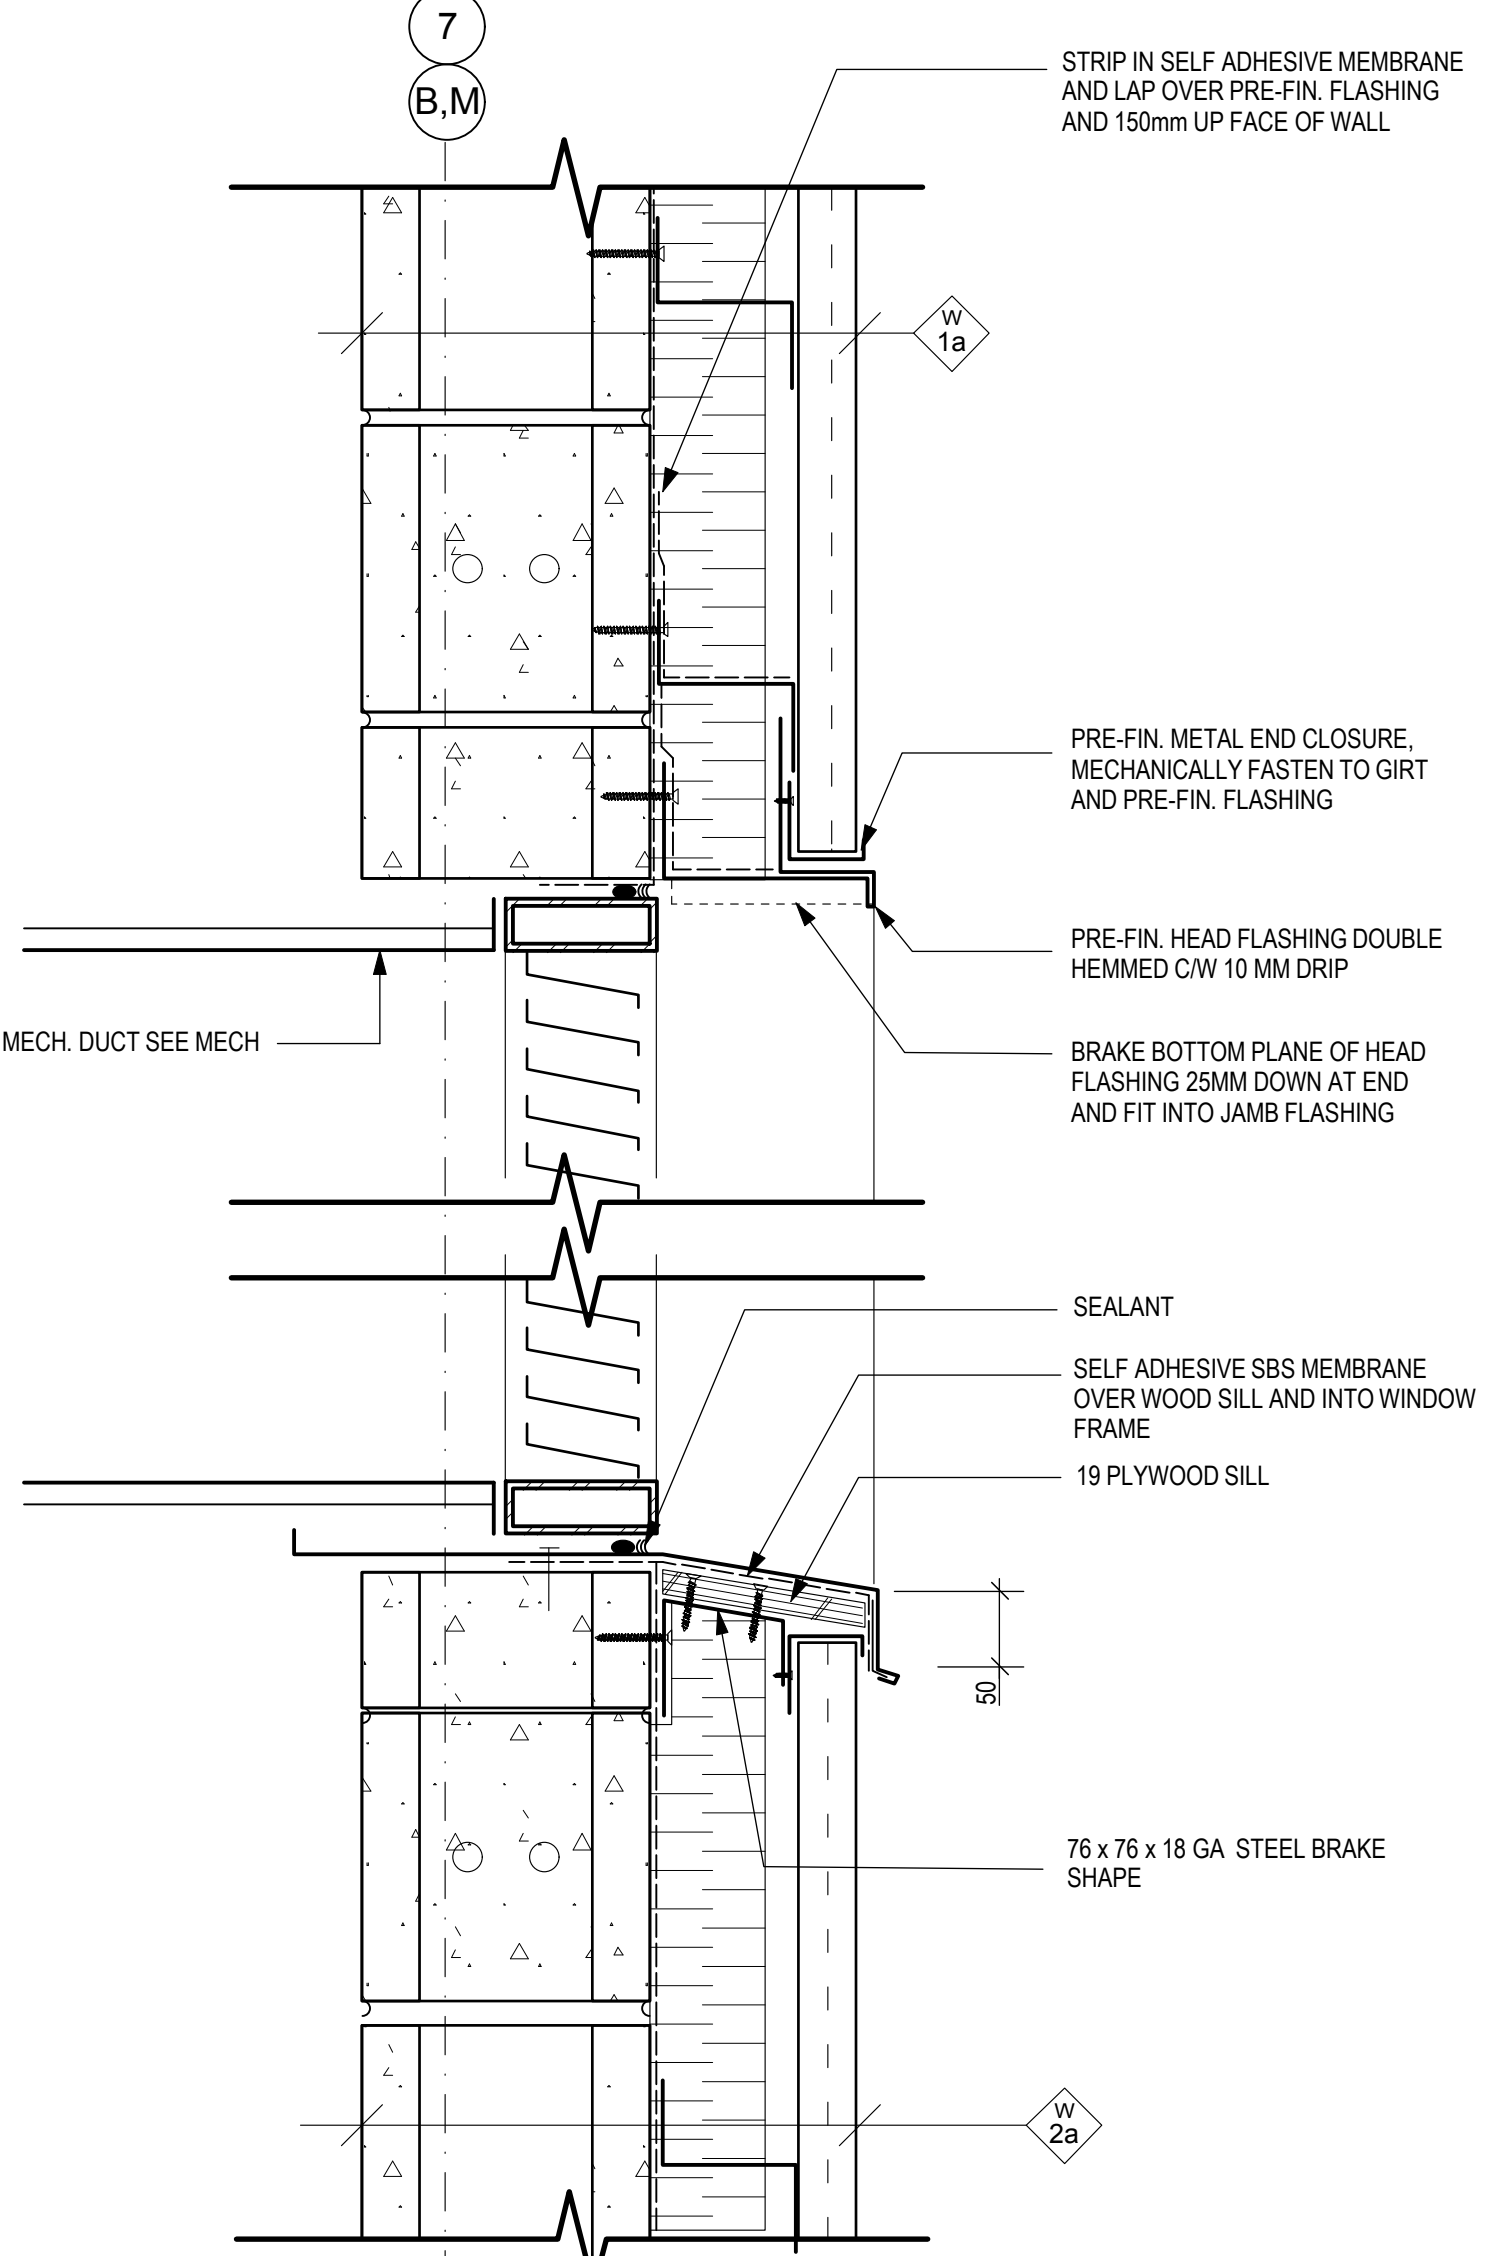 7
B,M
STRIP IN SELF ADHESIVE MEMBRANE
AND LAP OVER PRE-FIN. FLASHING
AND 150mm UP FACE OF WALL
W
1a
PRE-FIN. METAL END CLOSURE,
MECHANICALLY FASTEN TO GIRT
AND PRE-FIN. FLASHING
PRE-FIN. HEAD FLASHING DOUBLE
HEMMED C/W 10 MM DRIP
MECH. DUCT SEE MECH
BRAKE BOTTOM PLANE OF HEAD
FLASHING 25MM DOWN AT END
AND FIT INTO JAMB FLASHING
SEALANT
SELF ADHESIVE SBS MEMBRANE
OVER WOOD SILL AND INTO WINDOW
FRAME
19 PLYWOOD SILL
50
76 x 76 x 18 GA  STEEL BRAKE
SHAPE
W
2a